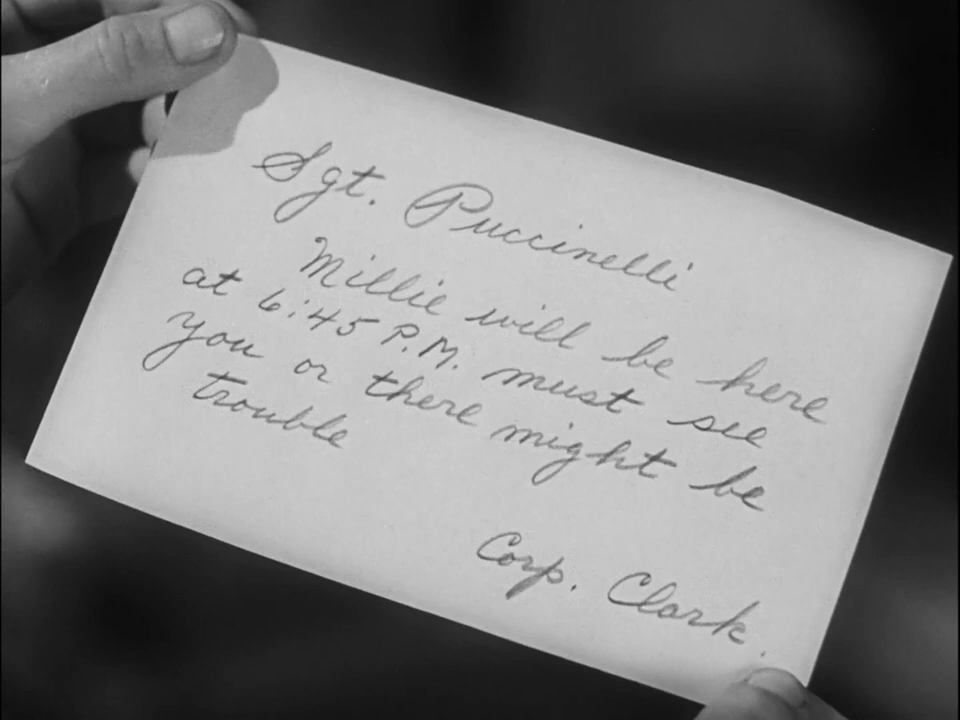 Sgt. Puccinelli
Millie will be here
at 6:45 P.M. must see
you or there might be
trouble
Corp. Clark.